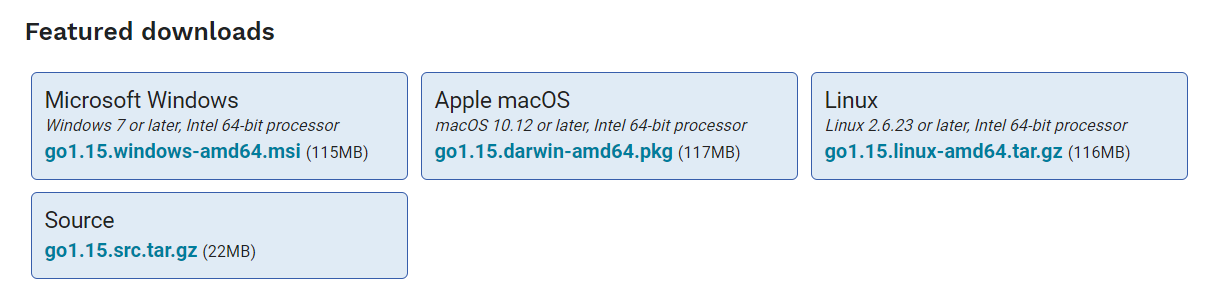 Featured downloads
Microsoft Windows
Windows 7 or later, Intel 64-bit processor
go1.15.windows-amd64.msi (115MB)
Apple macOS
macOS 10.12 or later, Intel 64-bit processor
go1.15.darwin-amd64.pkg (117MB)
Linux
Linux 2.6.23 or later, Intel 64-bit processor
go1.15.linux-amd64.tar.gz (116MB)
Source
go1.15.src.tar.gz (22MB)